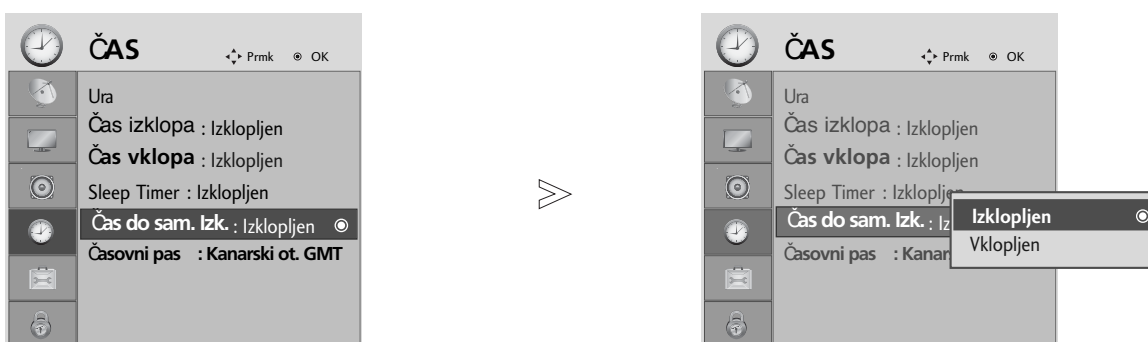 ČAS Prmk OK
Ura
Čas izklopa : Izklopljen
Čas vklopa : Izklopljen
Sleep Timer : Izklopljen
Čas do sam. Izk. : Izklopljen
Časovni pas : Kanarski ot. GMT
ČAS Prmk OK
Ura
Čas izklopa : Izklopljen
Čas vklopa : Izklopljen
Sleep Timer : Izklopljen
Čas do sam. Izk. : Iz
Časovni pas : Kanar
Izklopljen
Vklopljen